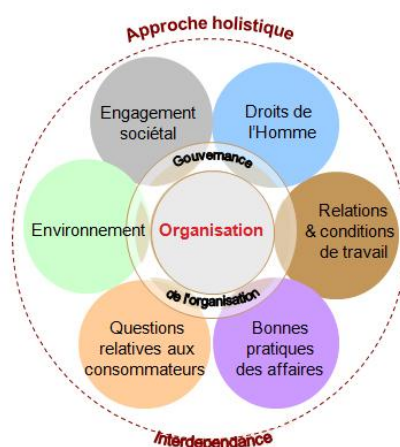 Approche holistique
Engagement
sociétal
Droits de
l'Homme
Gouvernance
Environnement
Organisation
Relations
& conditions
de travail
de l'organisation
Questions
relatives aux
consommateurs
Bonnes
pratiques
des affaires
Interdependance